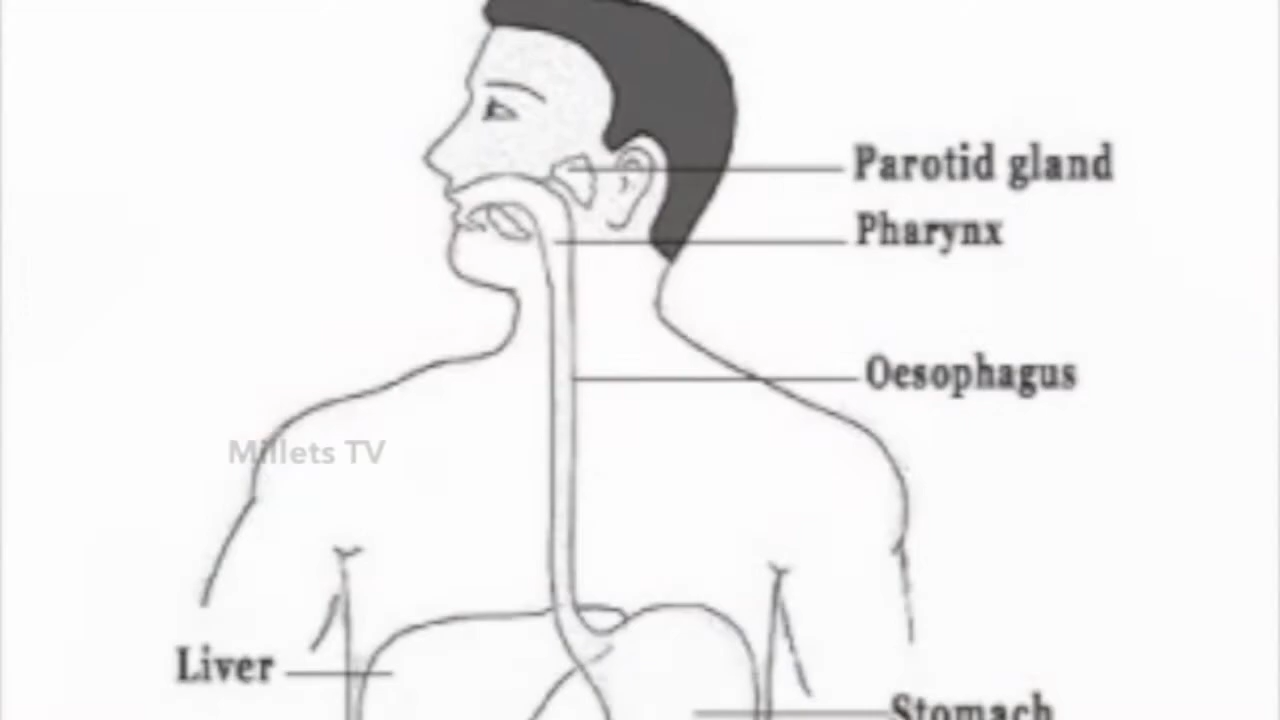 Parotid gland
Pharynx
Oesophagus
Millets TV
Liver
Stomach